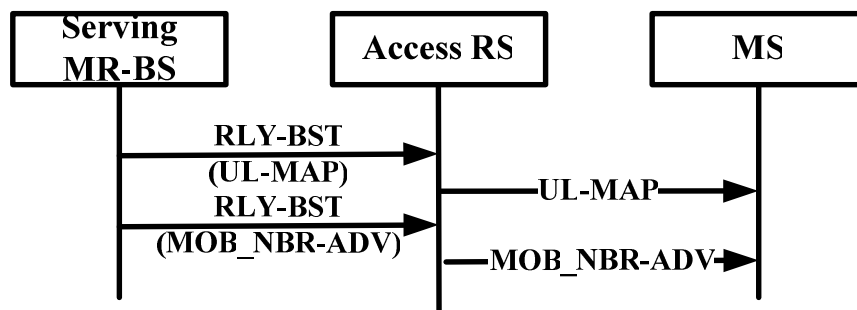 Serving
MR-BS
Access RS
MS
RLY-BST
(UL-MAP)
UL-MAP
RLY-BST
(MOB_NBR-ADV)
MOB_NBR-ADV